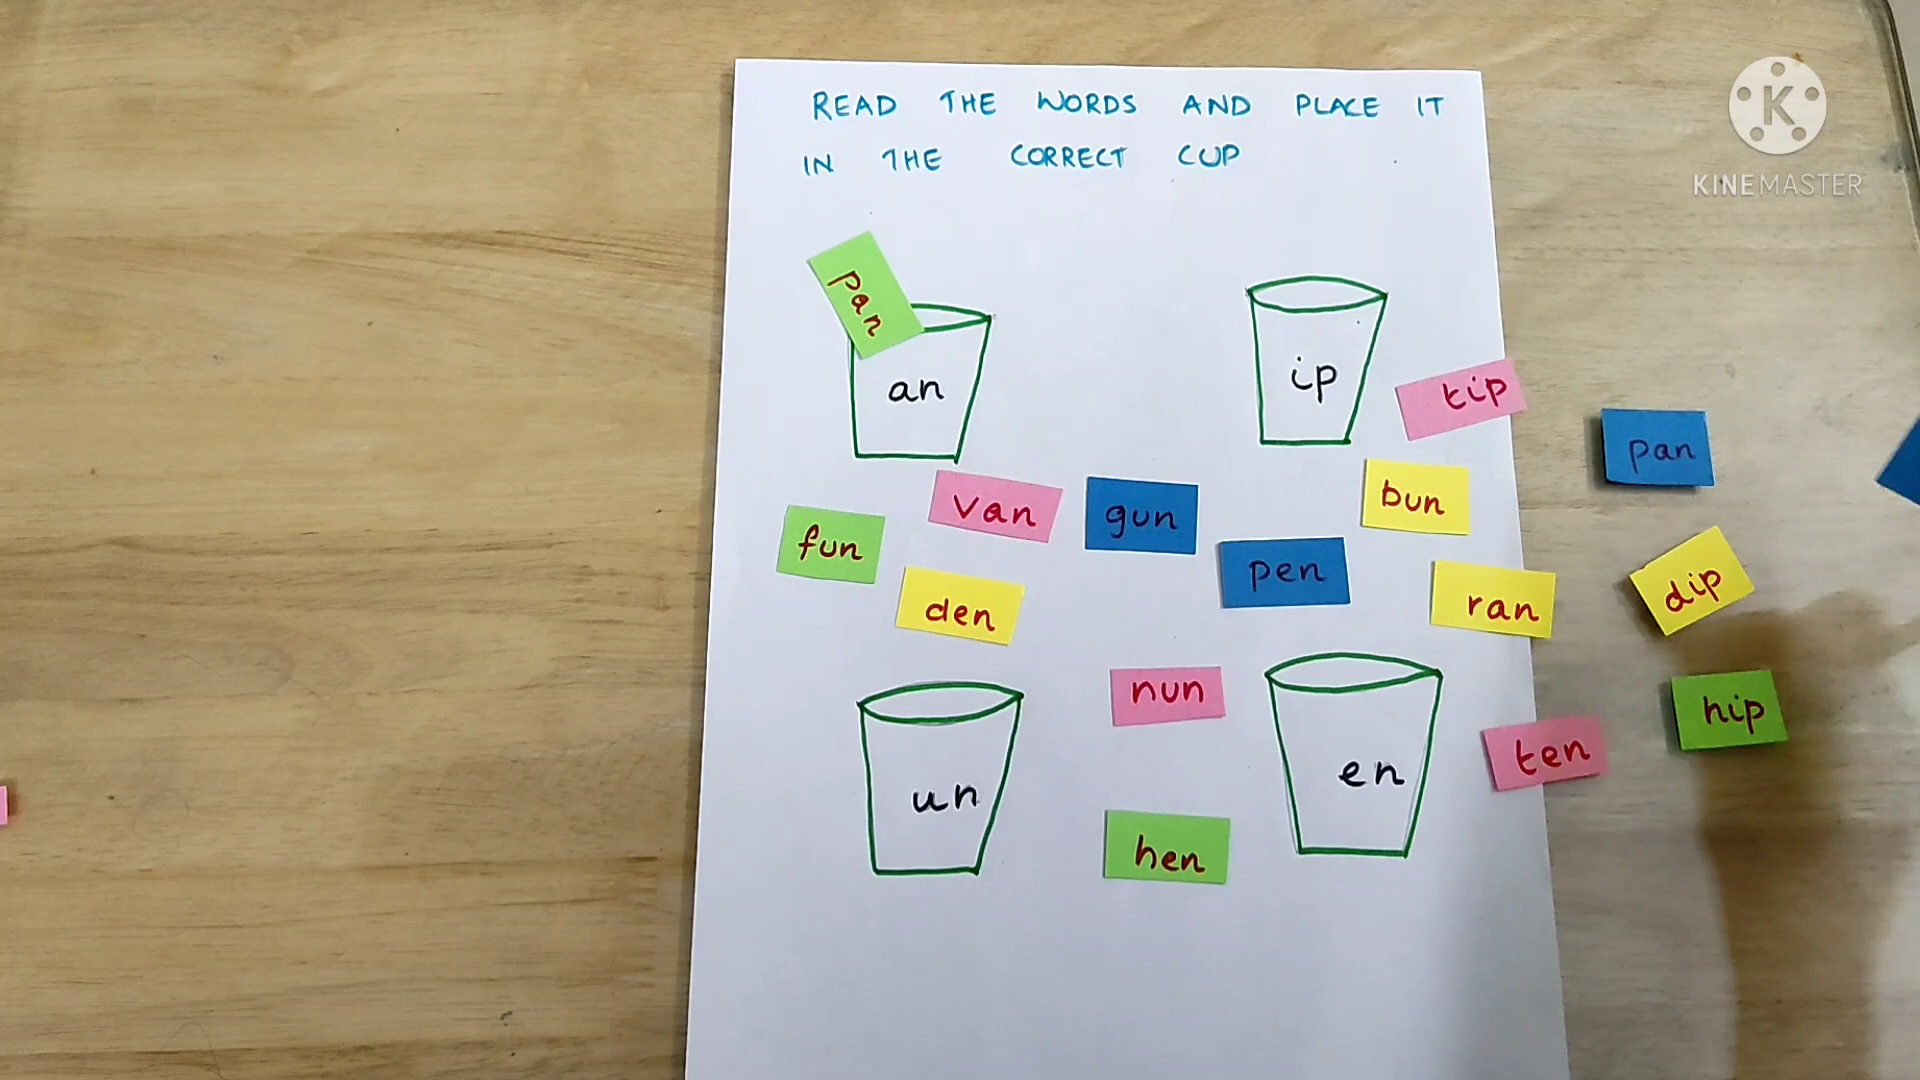 READ THE WORDS AND PLACE IT
IN THE CORRECT CUP
KINEMASTER
pan
an
ip
tip
pan
van
gun
bun
fun
pen
den
ran
dip
nun
hip
un
en
ten
hen